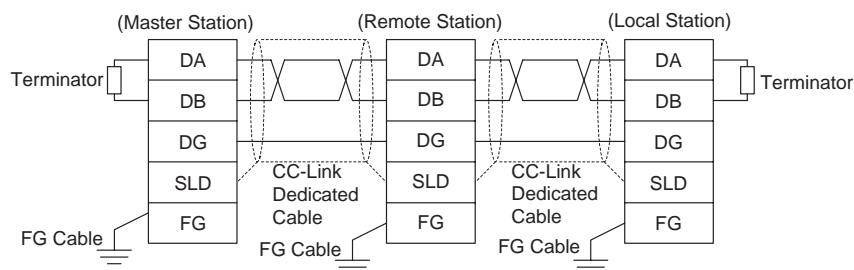 (Master Station)
(Remote Station)
(Local Station)
Terminator
DA
DB
DG
SLD
FG
FG Cable
CC-Link
Dedicated
Cable
DA
DB
DG
SLD
FG
FG Cable
CC-Link
Dedicated
Cable
DA
DB
DG
SLD
FG
FG Cable
Terminator